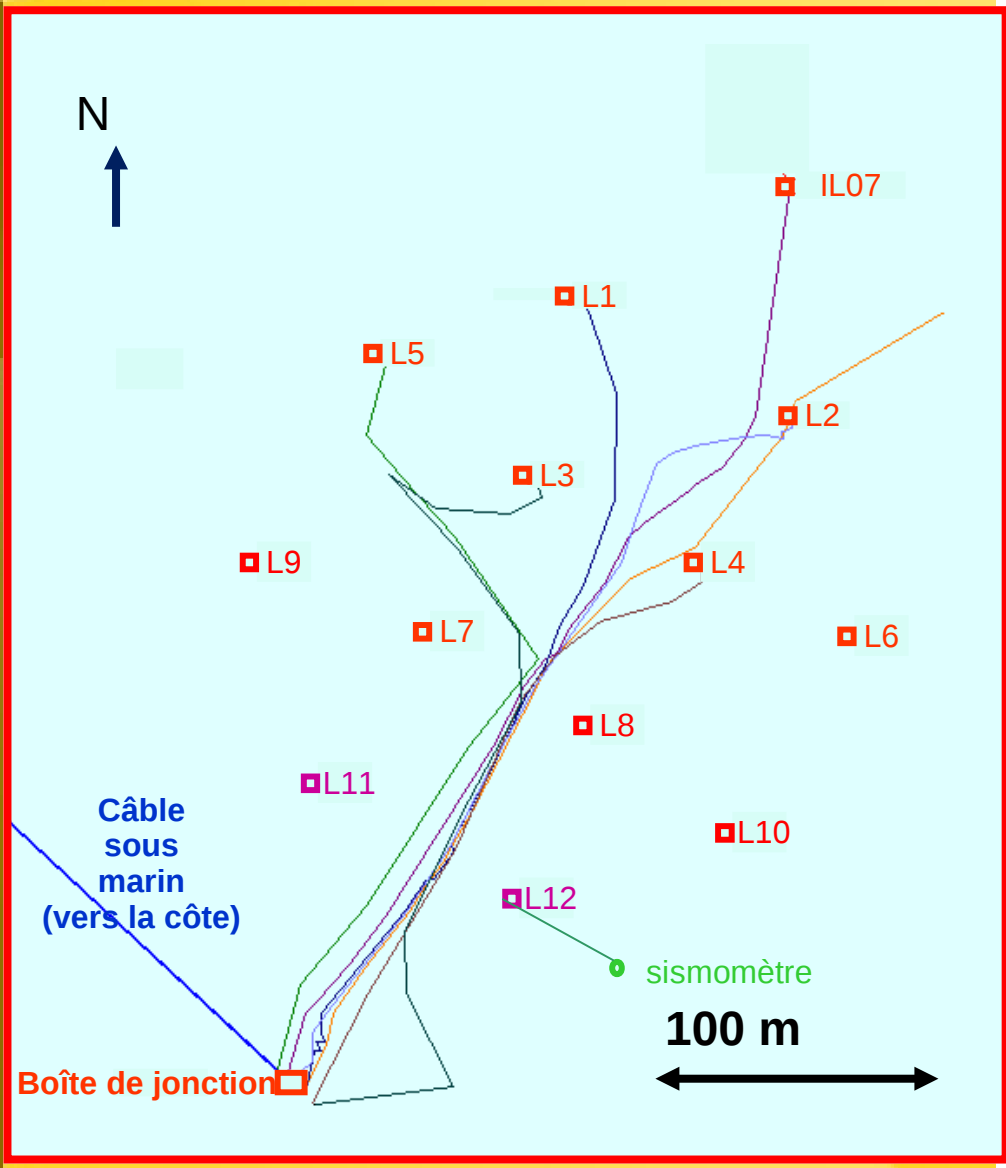 N
IL07
L1
L5
L2
L3
L9
L4
L7
L6
L8
L11
Câble
sous
marin
(vers la côte)
L10
L12
sismomètre
100 m
Boîte de jonction